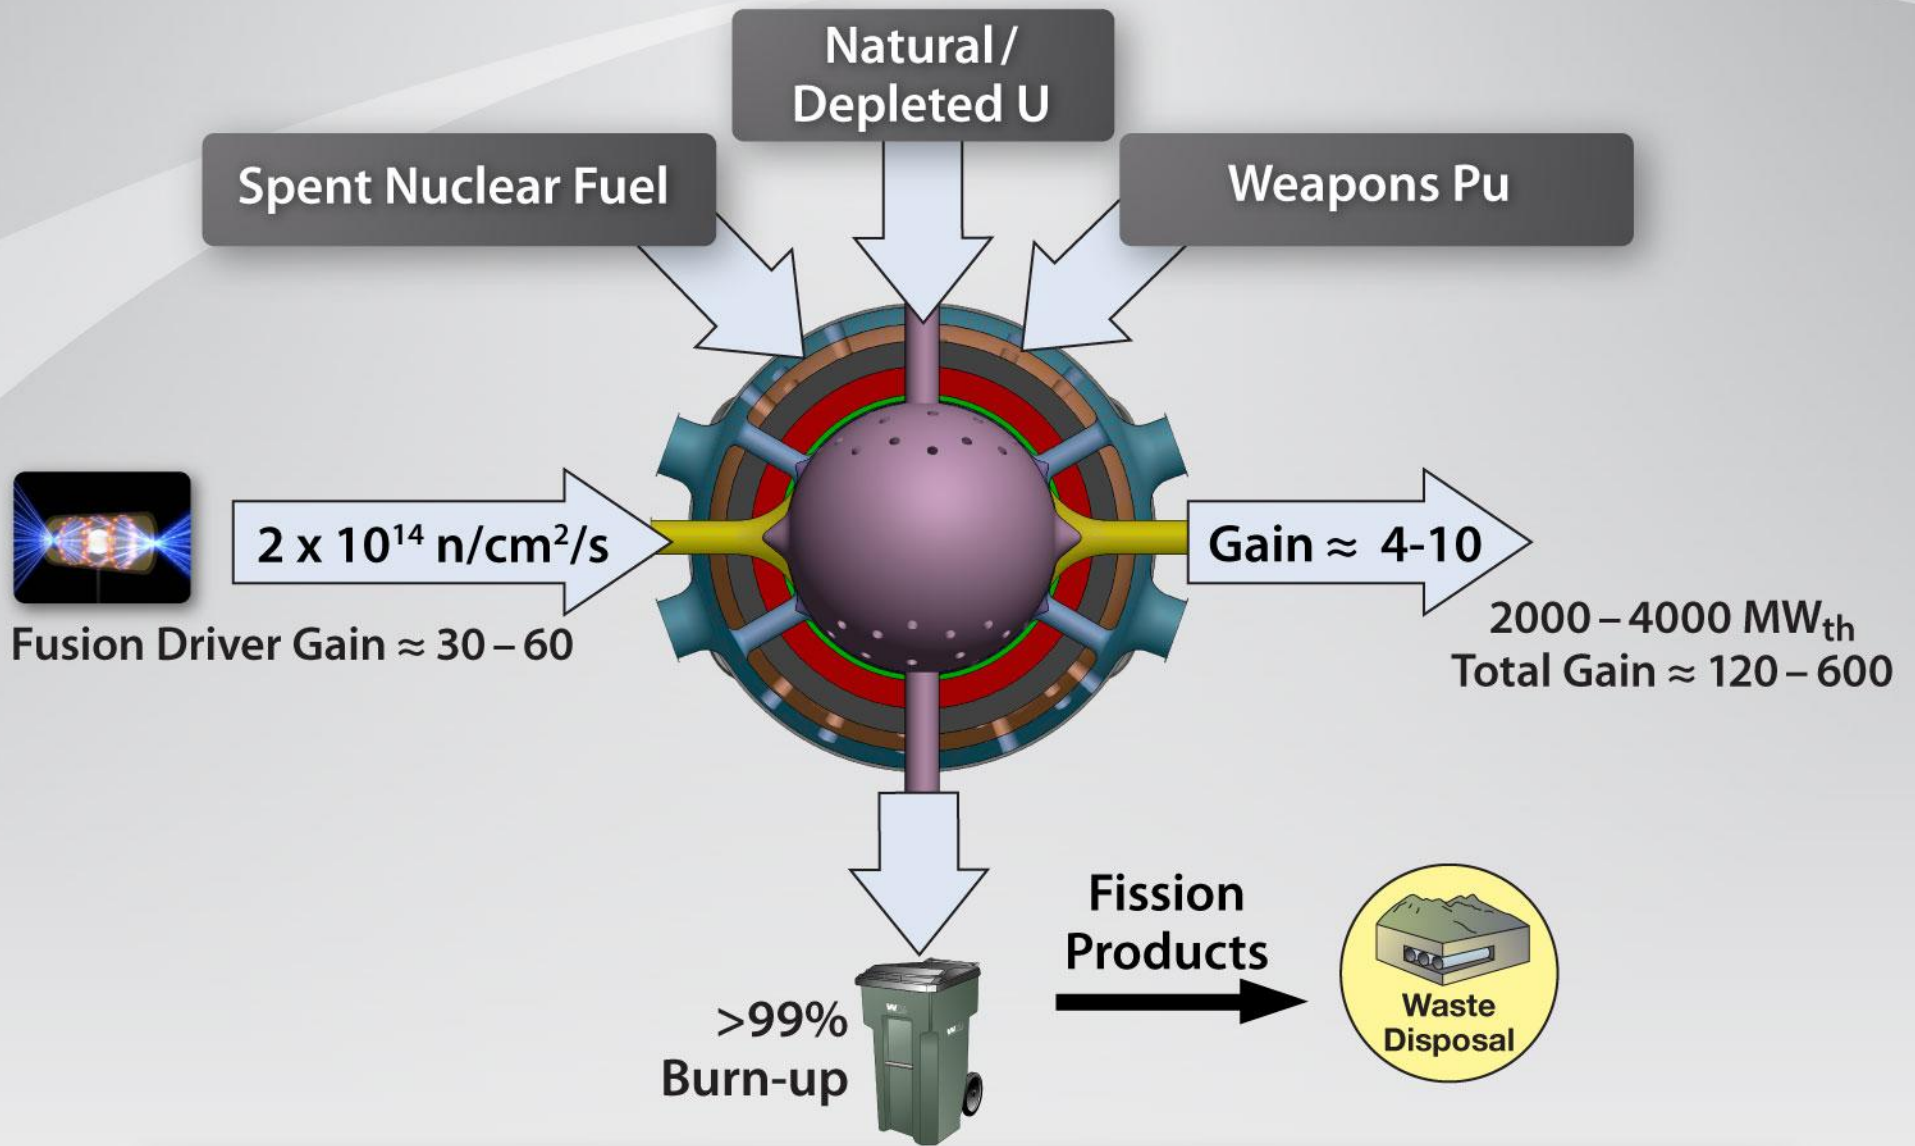 Natural /
Depleted U
Spent Nuclear Fuel
Weapons Pu
2 x 10¹⁴ n/cm²/s
Gain ≈ 4-10
Fusion Driver Gain ≈ 30 – 60
2000 – 4000 MWₜₕ
Total Gain ≈ 120 – 600
>99%
Burn-up
Fission
Products
Waste
Disposal